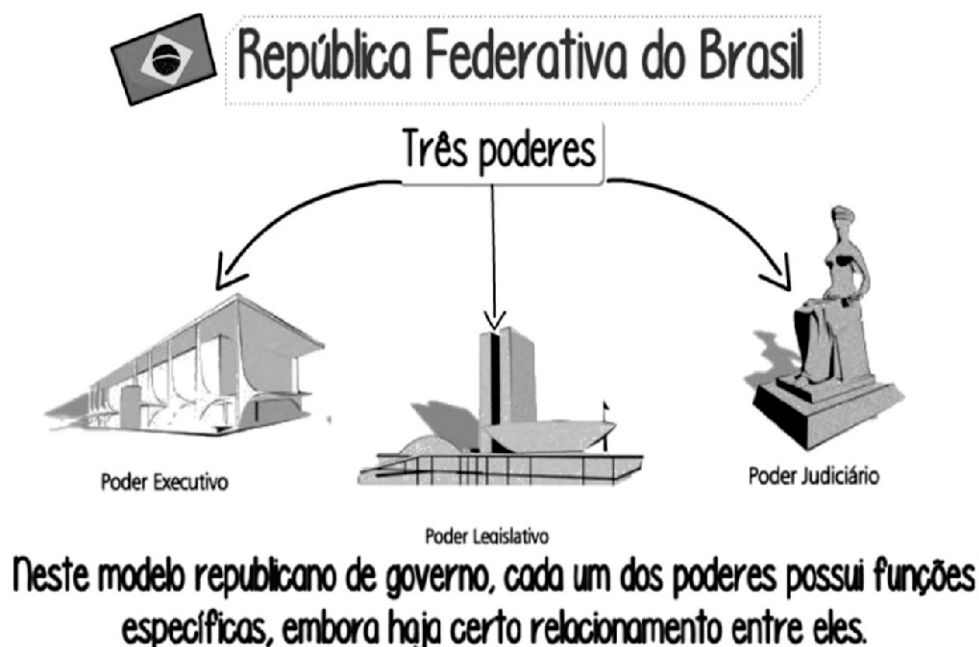 República Federativa do Brasil
Três poderes
Poder Executivo
Poder Legislativo
Poder Judiciário
Neste modelo republicano de governo, cada um dos poderes possui funções
específicas, embora haja certo relacionamento entre eles.